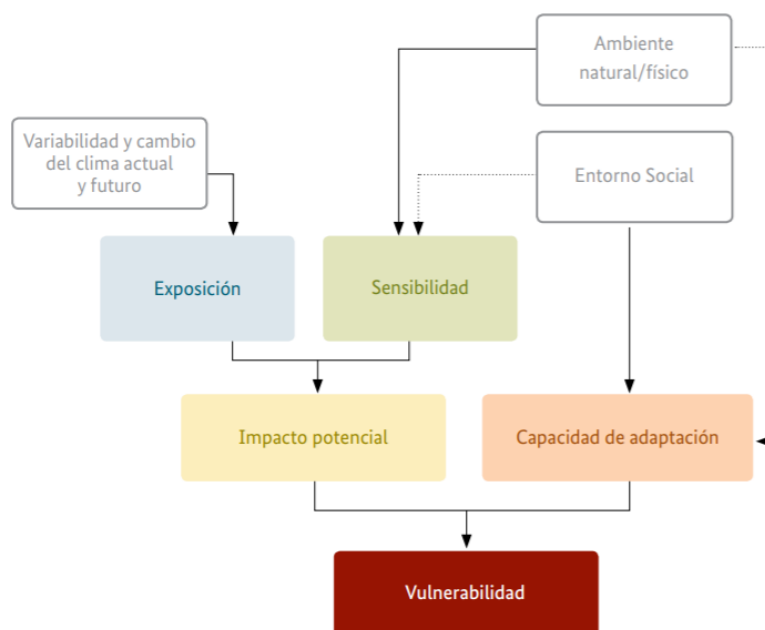 Ambiente
natural/físico
Variabilidad y cambio
del clima actual
y futuro
Entorno Social
Exposición
Sensibilidad
Impacto potencial
Capacidad de adaptación
Vulnerabilidad